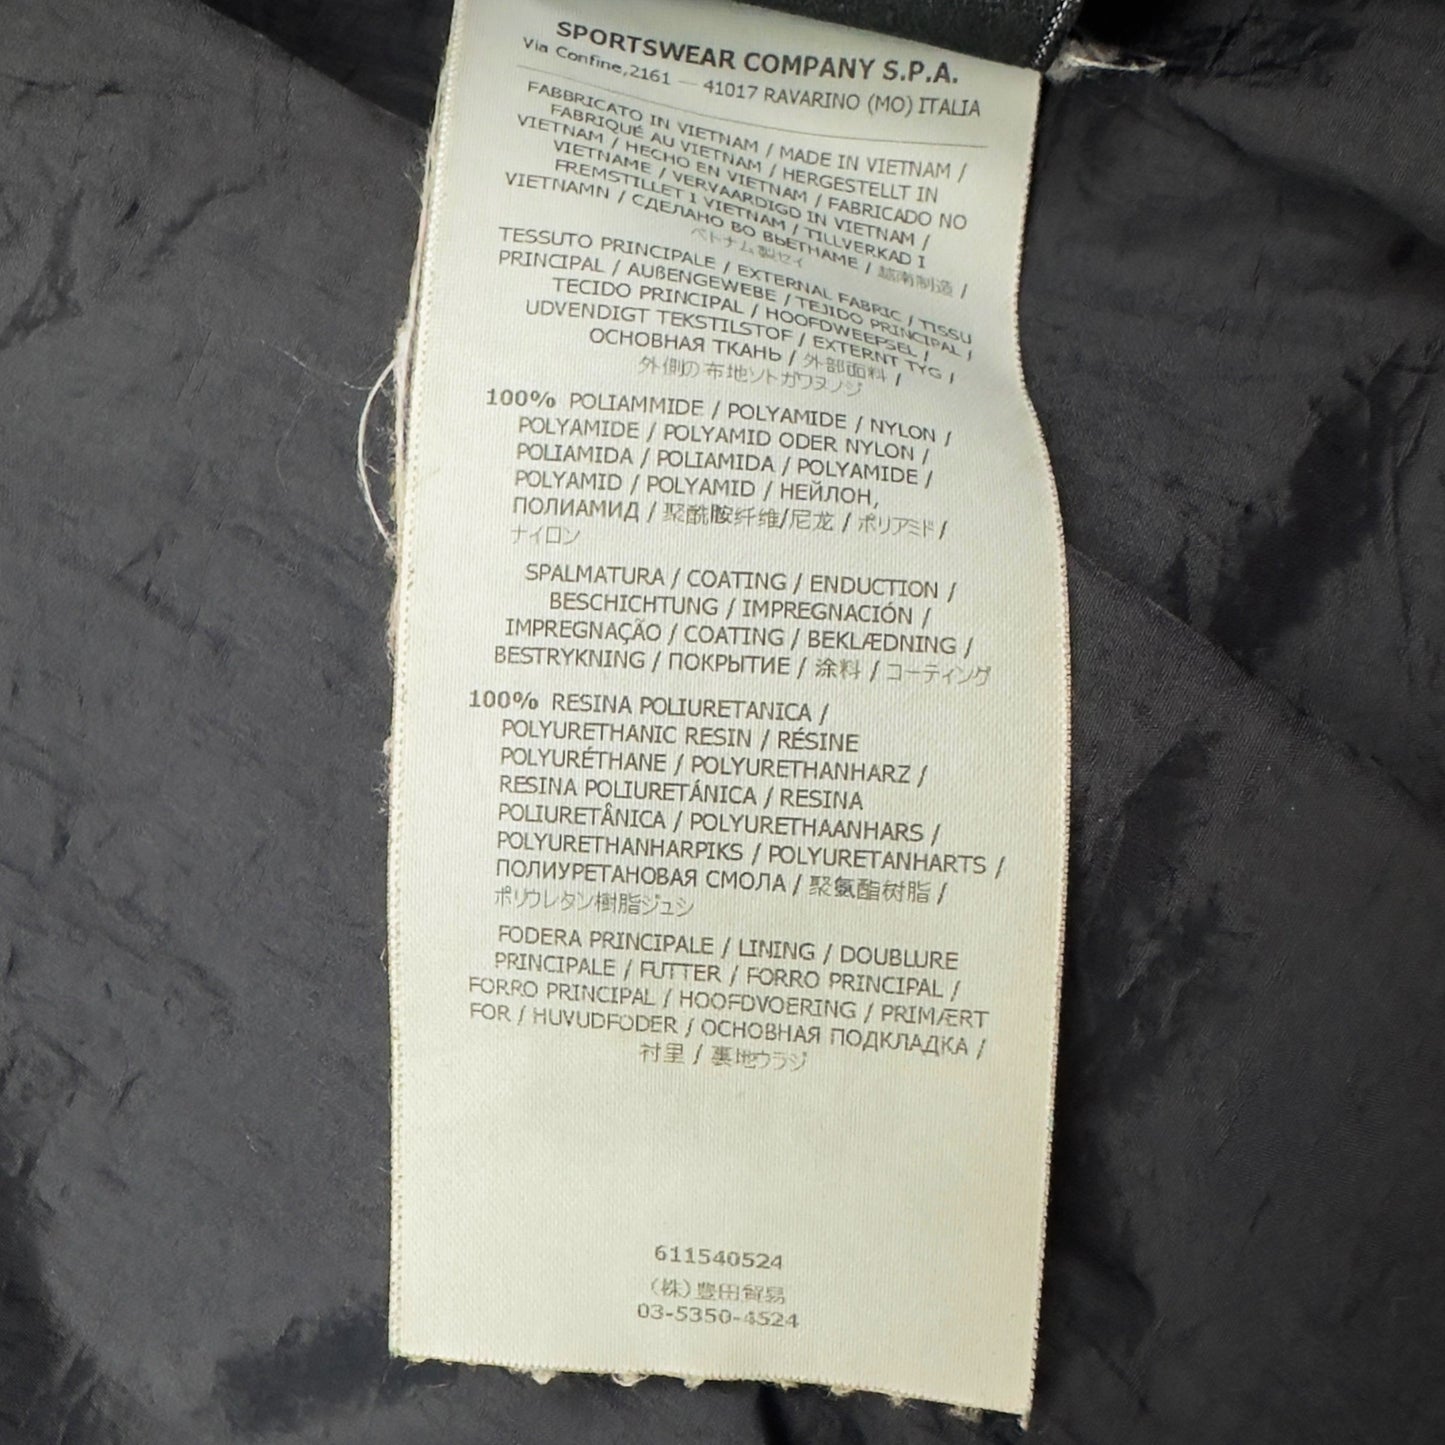 SPORTSWEAR COMPANY S.P.A.
Via Confine,2161 — 41017 RAVARINO (MO) ITALIA
FABBRICATO IN VIETNAM / MADE IN VIETNAM /
FABRIQUÉ AU VIETNAM / HERGESTELLT IN
VIETNAM / HECHO EN VIETNAM / FABRICADO NO
VIETNAME / VERVAARDIGD IN VIETNAM /
FREMSTILLET I VIETNAM / TILLVERKAD I
VIETNAMN / СДЕЛАНО ВО ВЬЕТНАМЕ / 越南制造 /
ベトナム製セイ
TESSUTO PRINCIPALE / EXTERNAL FABRIC / TISSU
PRINCIPAL / AUßENGEWEBE / TEJIDO PRINCIPAL /
TECIDO PRINCIPAL / HOOFDWEEPSEL /
UDVENDIGT TEKSTILSTOF / EXTERNT TYG /
ОСНОВНАЯ ТКАНЬ / 外部面料 /
外側の布地ソトガワヌノジ
100% POLIAMMIDE / POLYAMIDE / NYLON /
POLYAMIDE / POLYAMID ODER NYLON /
POLIAMIDA / POLIAMIDA / POLYAMIDE /
POLYAMID / POLYAMID / НЕЙЛОН,
ПОЛИАМИД / 聚酰胺纤维/尼龙 / ポリアミド /
ナイロン
SPALMATURA / COATING / ENDUCTION /
BESCHICHTUNG / IMPREGNACIÓN /
IMPREGNAÇÃO / COATING / BEKLÆDNING /
BESTRYKNING / ПОКРЫТИЕ / 涂料 / コーティング
100% RESINA POLIURETANICA /
POLYURETHANIC RESIN / RÉSINE
POLYURÉTHANE / POLYURETHANHARZ /
RESINA POLIURETÁNICA / RESINA
POLIURETÂNICA / POLYURETHAANHARS /
POLYURETHANHARPIKS / POLYURETANHARTS /
ПОЛИУРЕТАНОВАЯ СМОЛА / 聚氨酯树脂 /
ポリウレタン樹脂ジュシ
FODERA PRINCIPALE / LINING / DOUBLURE
PRINCIPALE / FUTTER / FORRO PRINCIPAL /
FORRO PRINCIPAL / HOOFDVOERING / PRIMÆRT
FOR / HUVUDFODER / ОСНОВНАЯ ПОДКЛАДКА /
衬里 / 裏地ウラジ
611540524
(株)豊田貿易
03-5350-4524